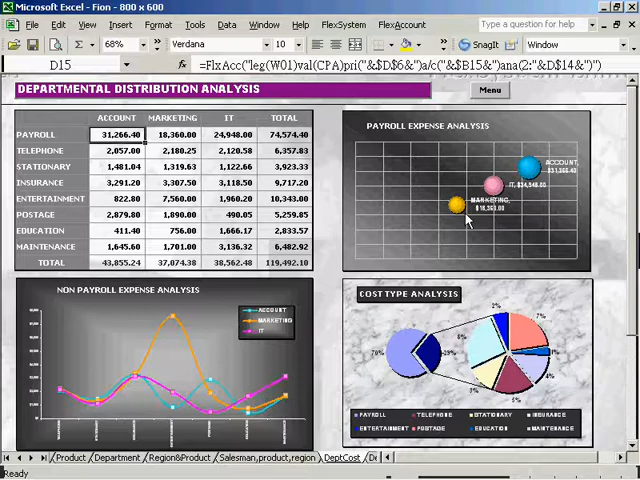 Microsoft Excel - Fion - 800 x 600
File Edit View Insert Format Tools Data Window FlexSystem FlexAccount Type a question for help
Σ 68% Verdana 10 SnagIt Window
D15 =FlxAcc("leg(W01)val(CPA)pri("&$D$6&")a/c("&$B15&")ana(2:"&D$14&")")
DEPARTMENTAL DISTRIBUTION ANALYSIS
Menu
ACCOUNT MARKETING IT TOTAL
PAYROLL 31,266.40 18,360.00 24,948.00 74,574.40
TELEPHONE 2,057.00 2,180.25 2,120.58 6,357.83
STATIONARY 1,481.04 1,319.63 1,122.66 3,923.33
INSURANCE 3,291.20 3,307.50 3,118.50 9,717.20
ENTERTAINMENT 822.80 7,560.00 1,960.20 10,343.00
POSTAGE 2,879.80 1,890.00 490.05 5,259.85
EDUCATION 411.40 756.00 1,666.17 2,833.57
MAINTENANCE 1,645.60 1,701.00 3,136.32 6,482.92
TOTAL 43,855.24 37,074.38 38,562.48 119,492.10
PAYROLL EXPENSE ANALYSIS
ACCOUNT,
IT,
MARKETING,
NON PAYROLL EXPENSE ANALYSIS
ACCOUNT
MARKETING
IT
COST TYPE ANALYSIS
2%
7%
8%
4%
5%
PAYROLL TELEPHONE STATIONARY INSURANCE
ENTERTAINMENT POSTAGE EDUCATION MAINTENANCE
Product Department Region&Product Salesman,product,region DeptCost
Ready